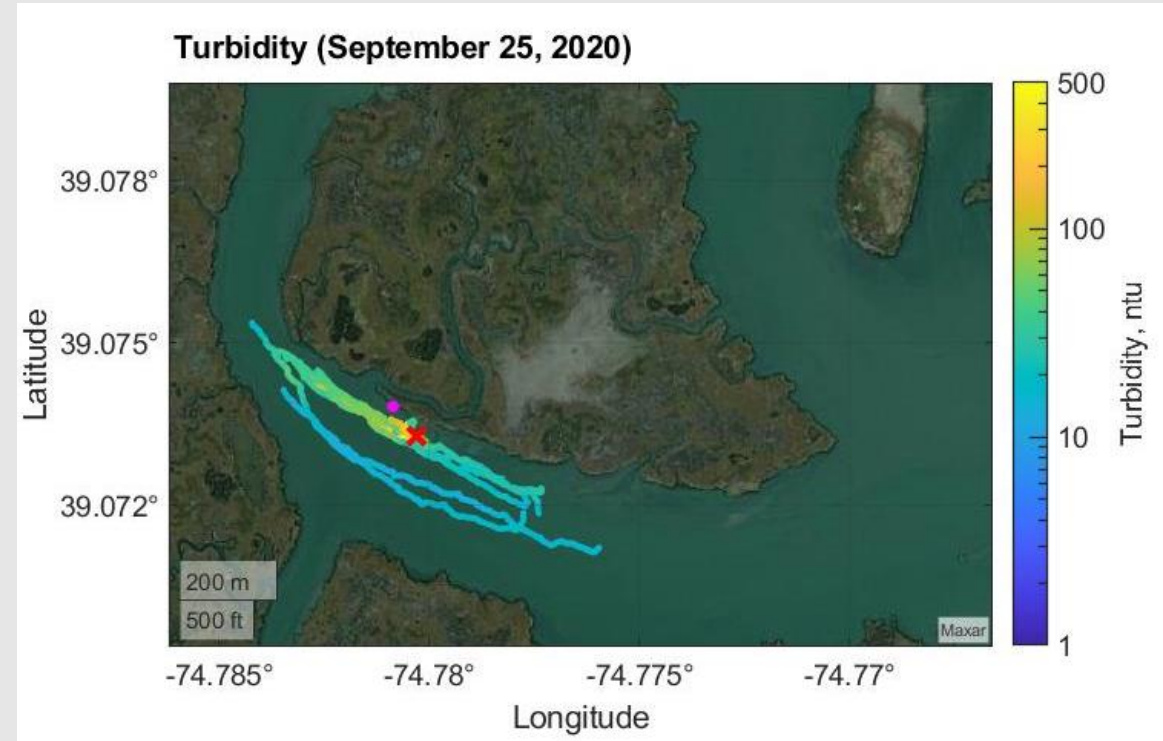 Turbidity (September 25, 2020)
500
100
10
1
Turbidity, ntu
39.078°
39.075°
39.072°
Latitude
200 m
500 ft
Maxar
-74.785°
-74.78°
-74.775°
-74.77°
Longitude